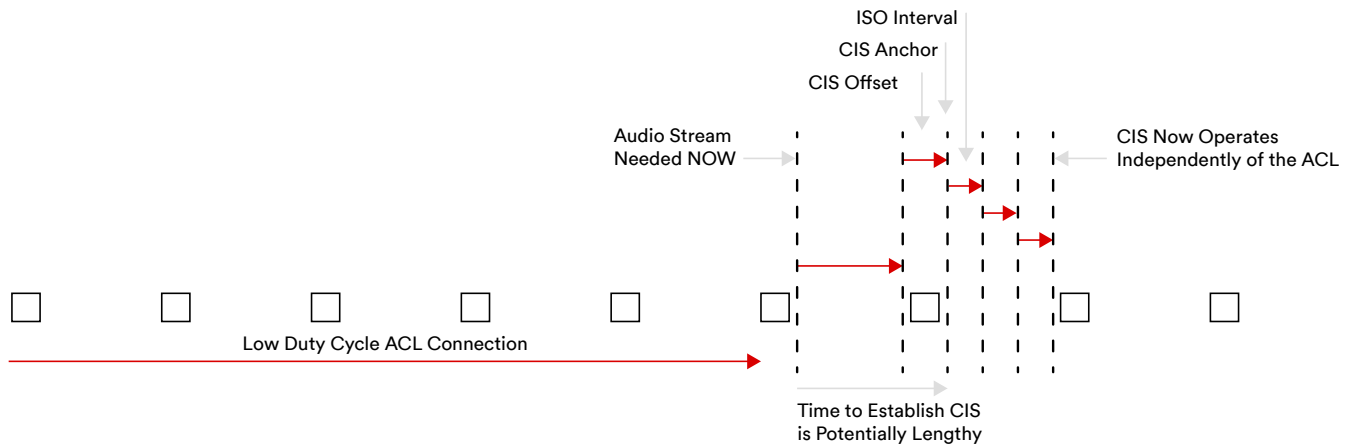 ISO Interval
CIS Anchor
CIS Offset
Audio Stream
Needed NOW
CIS Now Operates
Independently of the ACL
Low Duty Cycle ACL Connection
Time to Establish CIS
is Potentially Lengthy